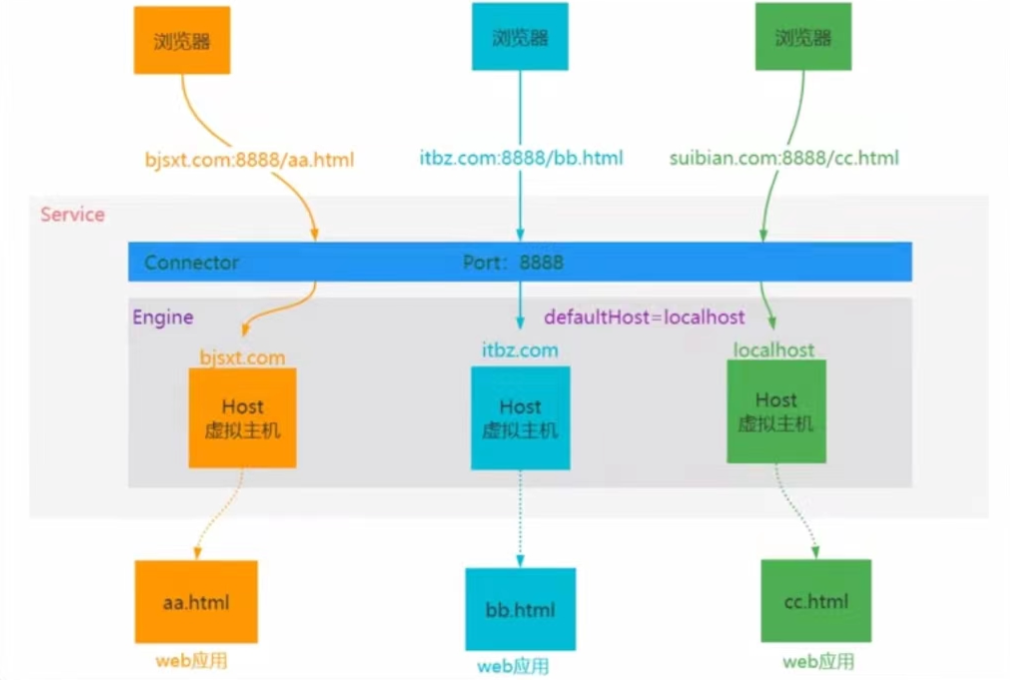 浏览器
浏览器
浏览器
bjsxt.com:8888/aa.html
itbz.com:8888/bb.html
suibian.com:8888/cc.html
Service
Connector
Port：8888
Engine
defaultHost=localhost
bjsxt.com
itbz.com
localhost
Host
虚拟主机
Host
虚拟主机
Host
虚拟主机
aa.html
bb.html
cc.html
web应用
web应用
web应用